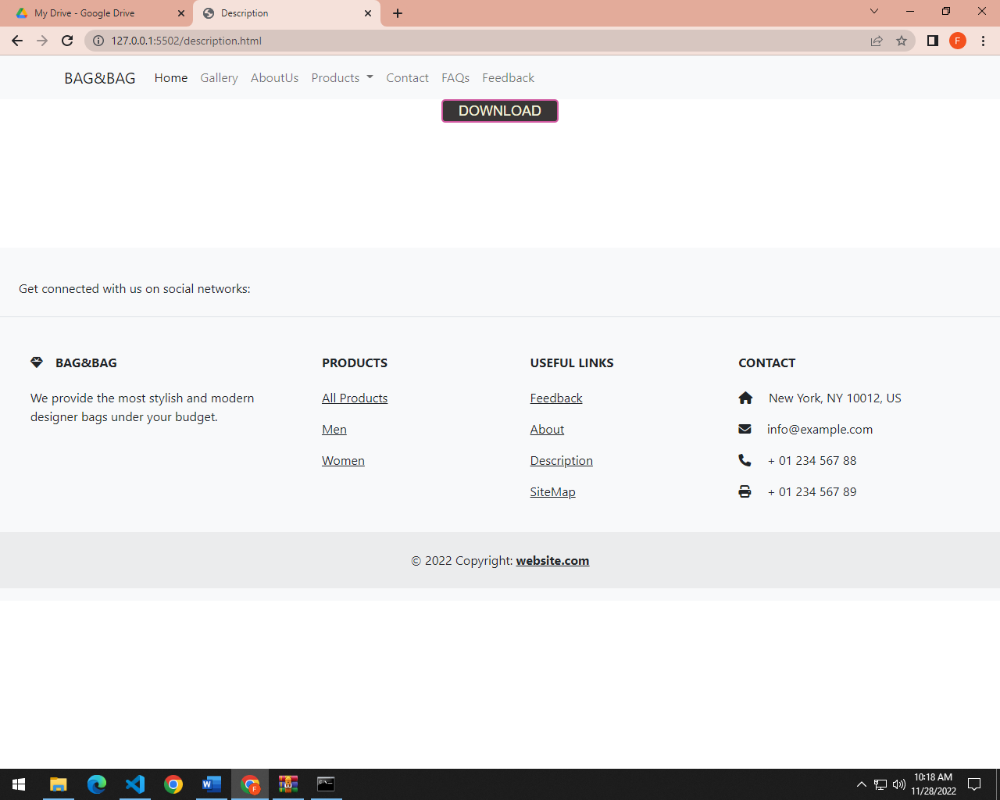 My Drive - Google Drive
Description
127.0.0.1:5502/description.html
F
BAG&BAG Home Gallery AboutUs Products Contact FAQs Feedback
DOWNLOAD
Get connected with us on social networks:
BAG&BAG
We provide the most stylish and modern
designer bags under your budget.
PRODUCTS
All Products
Men
Women
USEFUL LINKS
Feedback
About
Description
SiteMap
CONTACT
New York, NY 10012, US
info@example.com
+ 01 234 567 88
+ 01 234 567 89
© 2022 Copyright: website.com
W
F
10:18 AM
11/28/2022